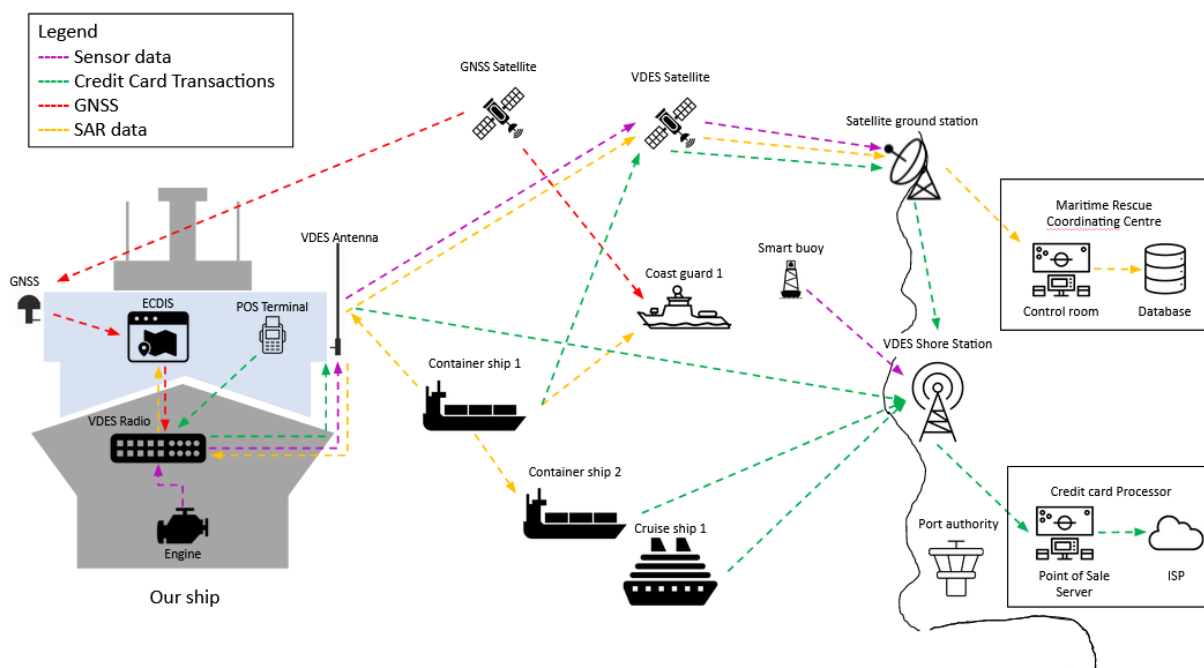 Legend
Sensor data
Credit Card Transactions
GNSS
SAR data
GNSS Satellite
VDES Satellite
Satellite ground station
Maritime Rescue
Coordinating Centre
Control room
Database
VDES Antenna
GNSS
ECDIS
POS Terminal
Smart buoy
Coast guard 1
VDES Shore Station
Container ship 1
VDES Radio
Container ship 2
Cruise ship 1
Engine
Our ship
Port authority
Credit card Processor
Point of Sale
Server
ISP